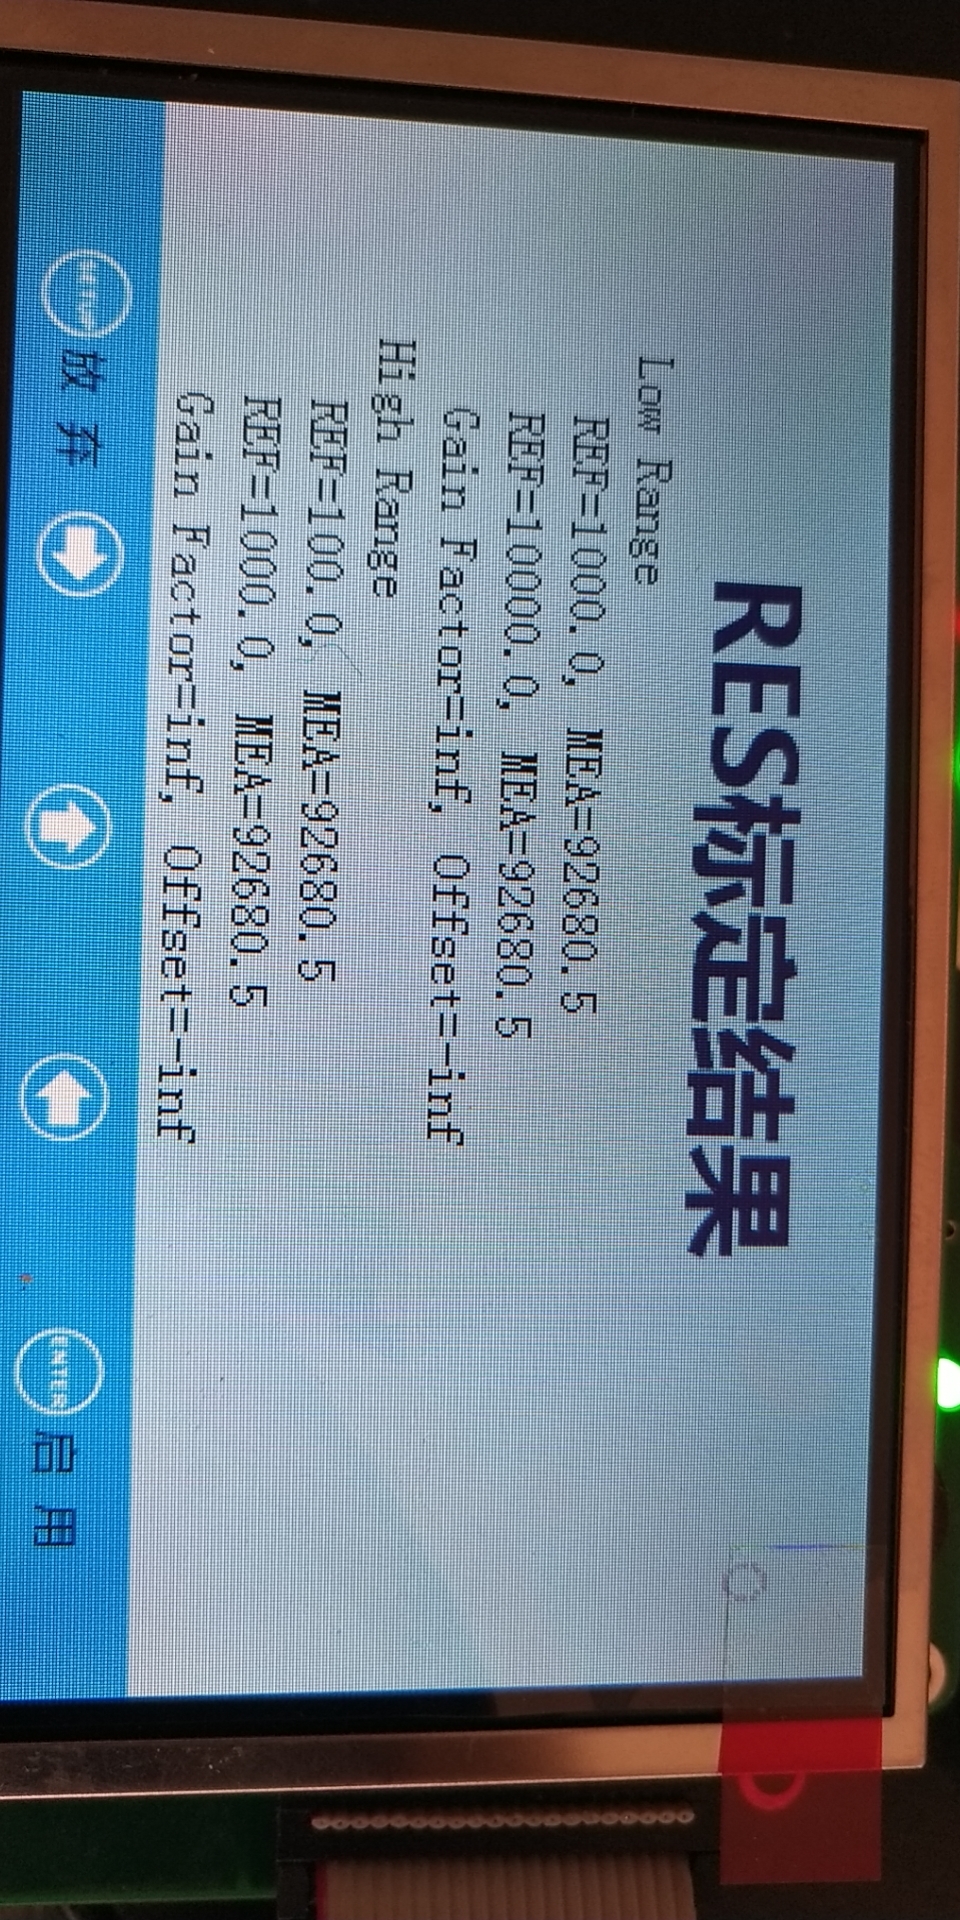 RES标定结果
Low Range
REF=1000.0, MEA=92680.5
REF=10000.0, MEA=92680.5
Gain Factor=inf, Offset=-inf
High Range
REF=100.0, MEA=92680.5
REF=1000.0, MEA=92680.5
Gain Factor=inf, Offset=-inf
SETUP 放弃 ENTER 启用